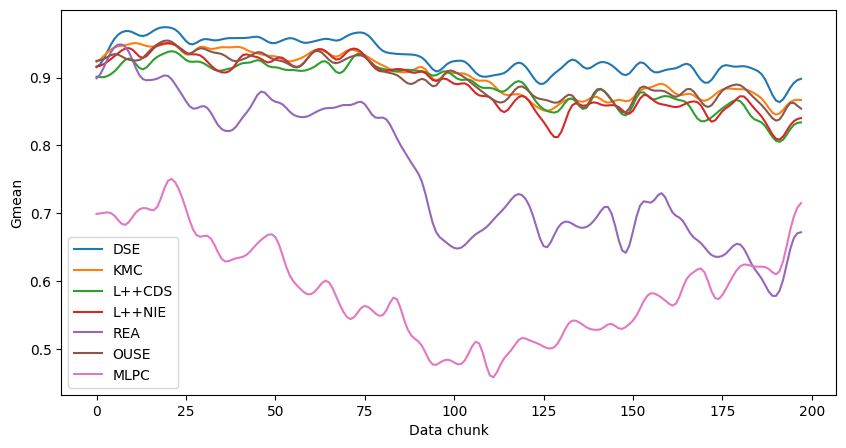 Gmean
0.9
0.8
0.7
0.6
0.5
DSE
KMC
L++CDS
L++NIE
REA
OUSE
MLPC
0 25 50 75 100 125 150 175 200
Data chunk